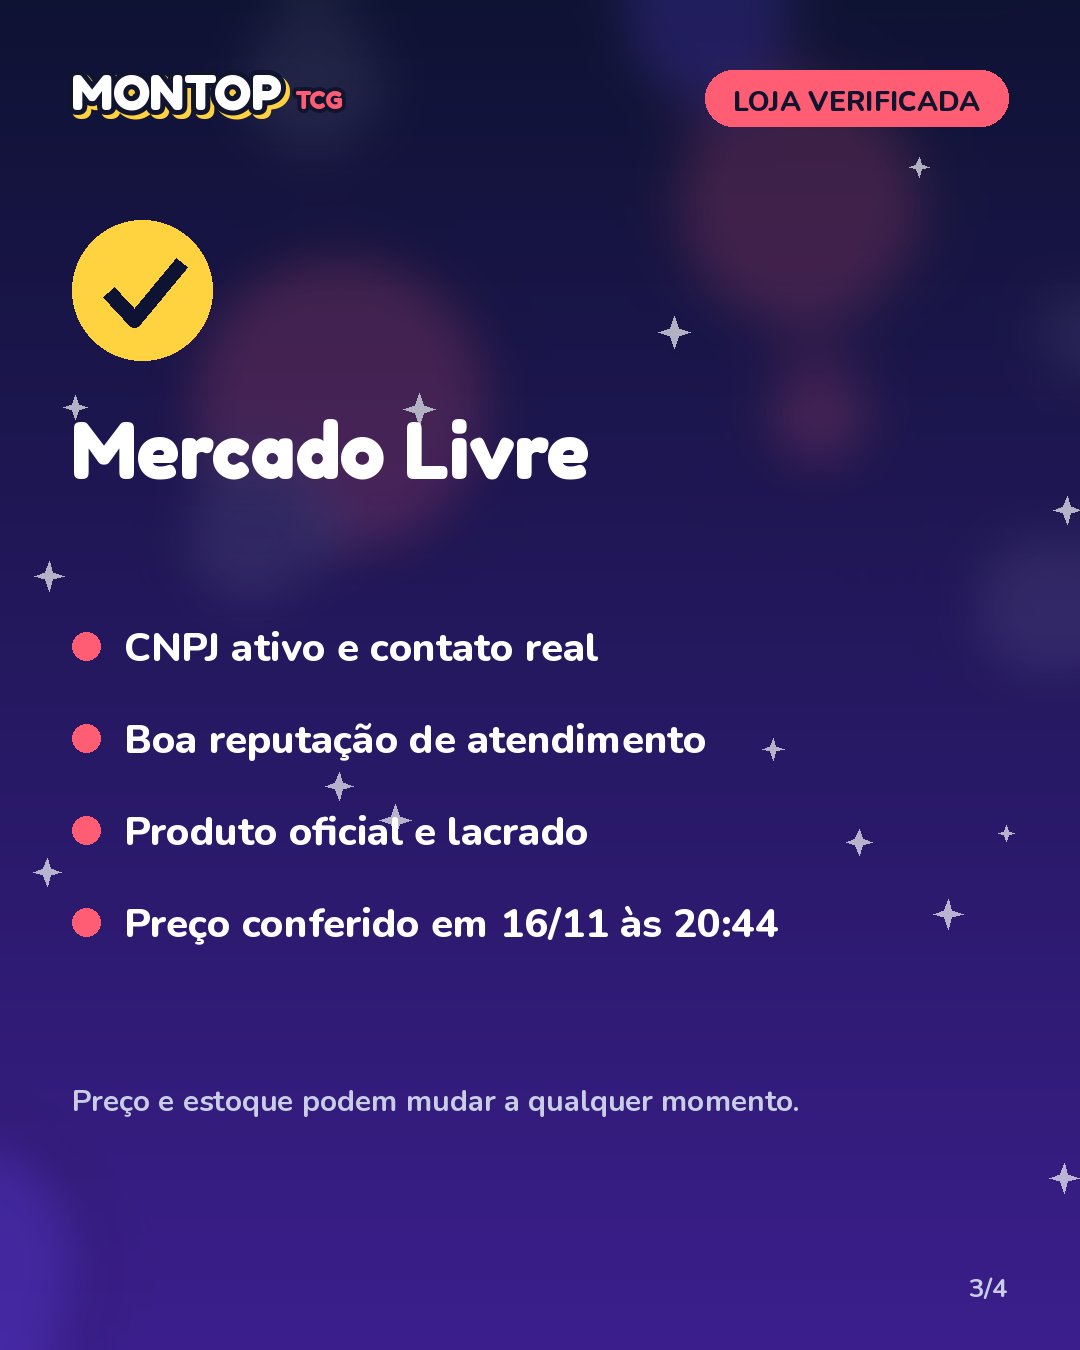 MONTOP TCG
LOJA VERIFICADA
Mercado Livre
CNPJ ativo e contato real
Boa reputação de atendimento
Produto oficial e lacrado
Preço conferido em 16/11 às 20:44
Preço e estoque podem mudar a qualquer momento.
3/4